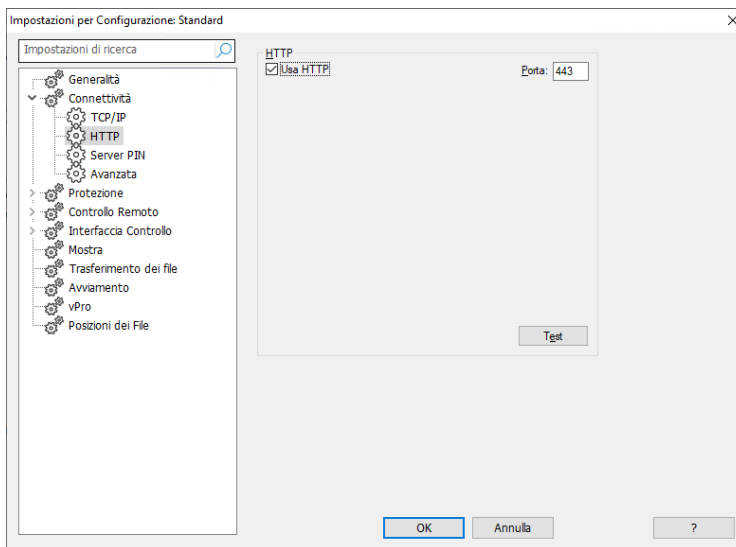 Impostazioni per Configurazione: Standard
Impostazioni di ricerca
Generalità
Connettività
TCP/IP
HTTP
Server PIN
Avanzata
Protezione
Controllo Remoto
Interfaccia Controllo
Mostra
Trasferimento dei file
Avviamento
vPro
Posizioni dei File
HTTP
Usa HTTP
Porta: 443
Test
OK
Annulla
?